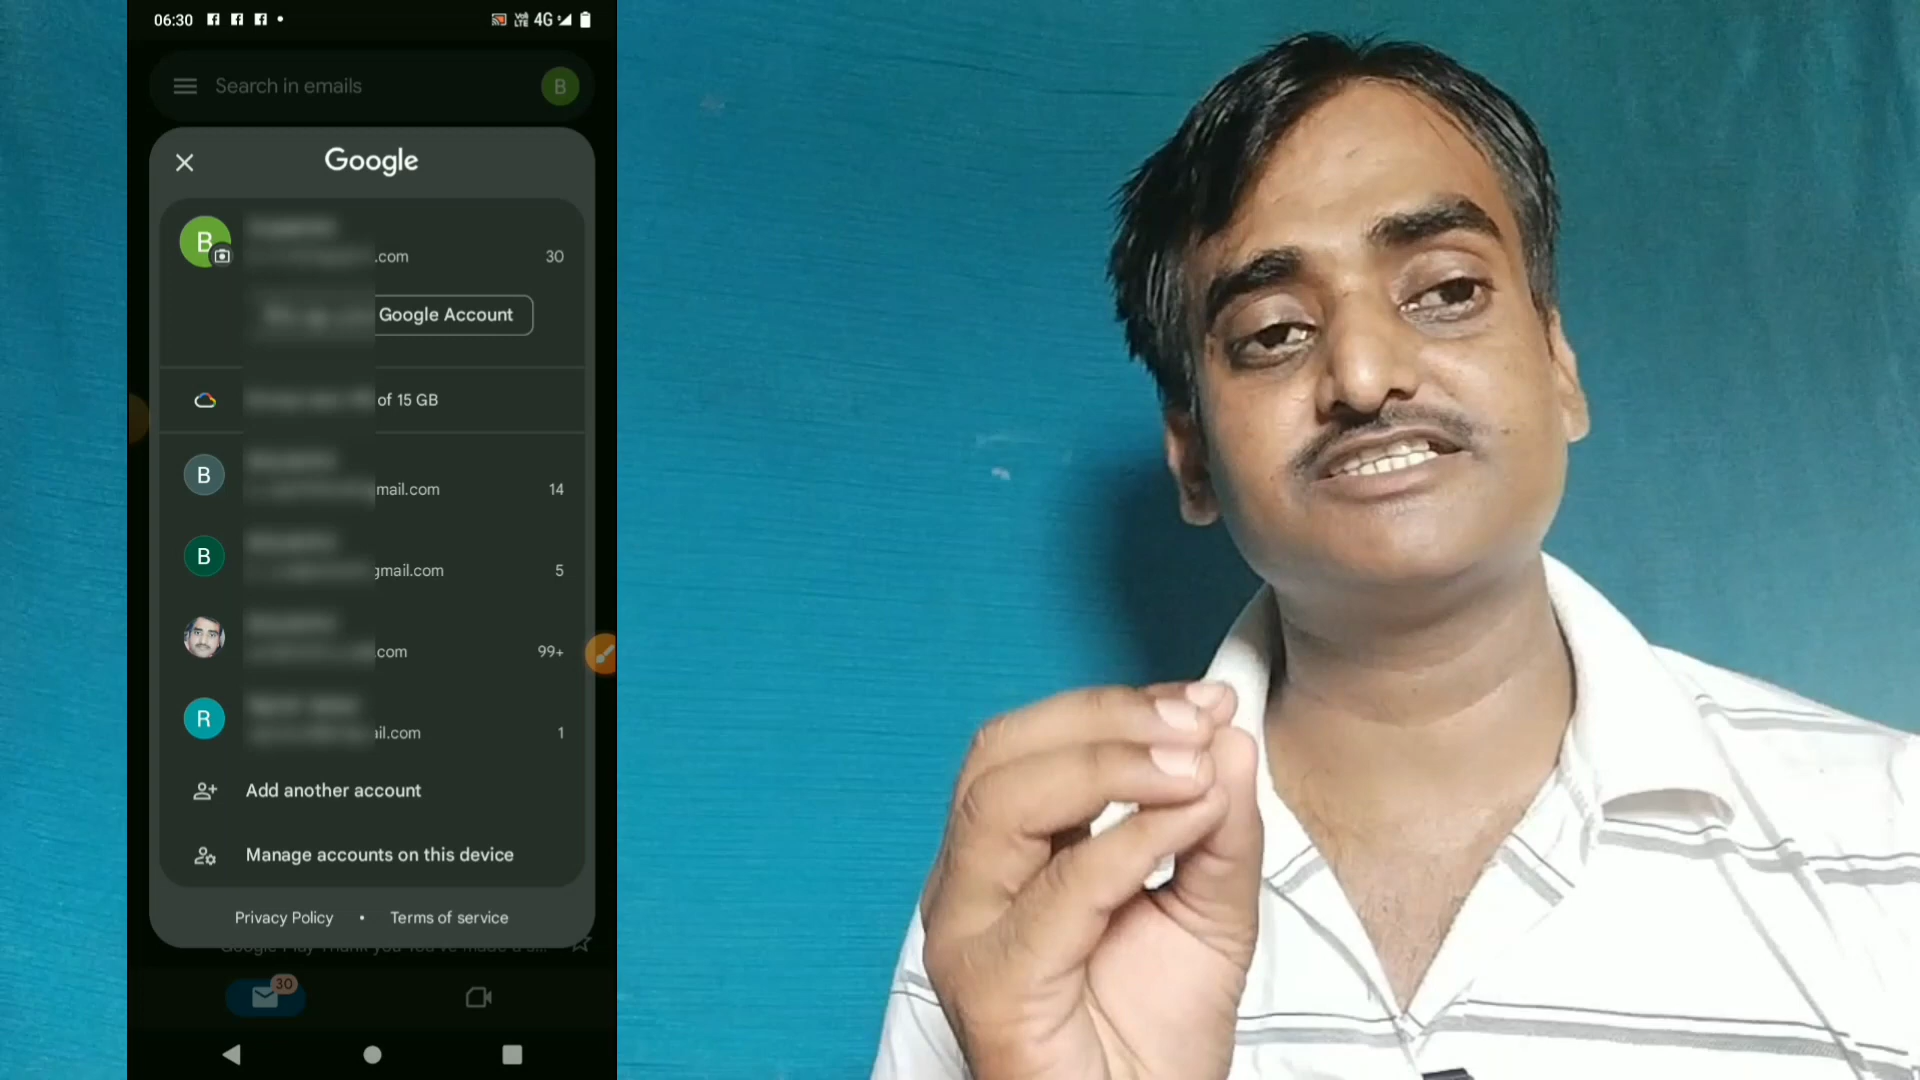 06:30
4G
Search in emails
B
Google
B
.com
30
Google Account
of 15 GB
B
mail.com
14
B
gmail.com
5
.com
99+
R
ail.com
1
Add another account
Manage accounts on this device
Privacy Policy • Terms of service
30